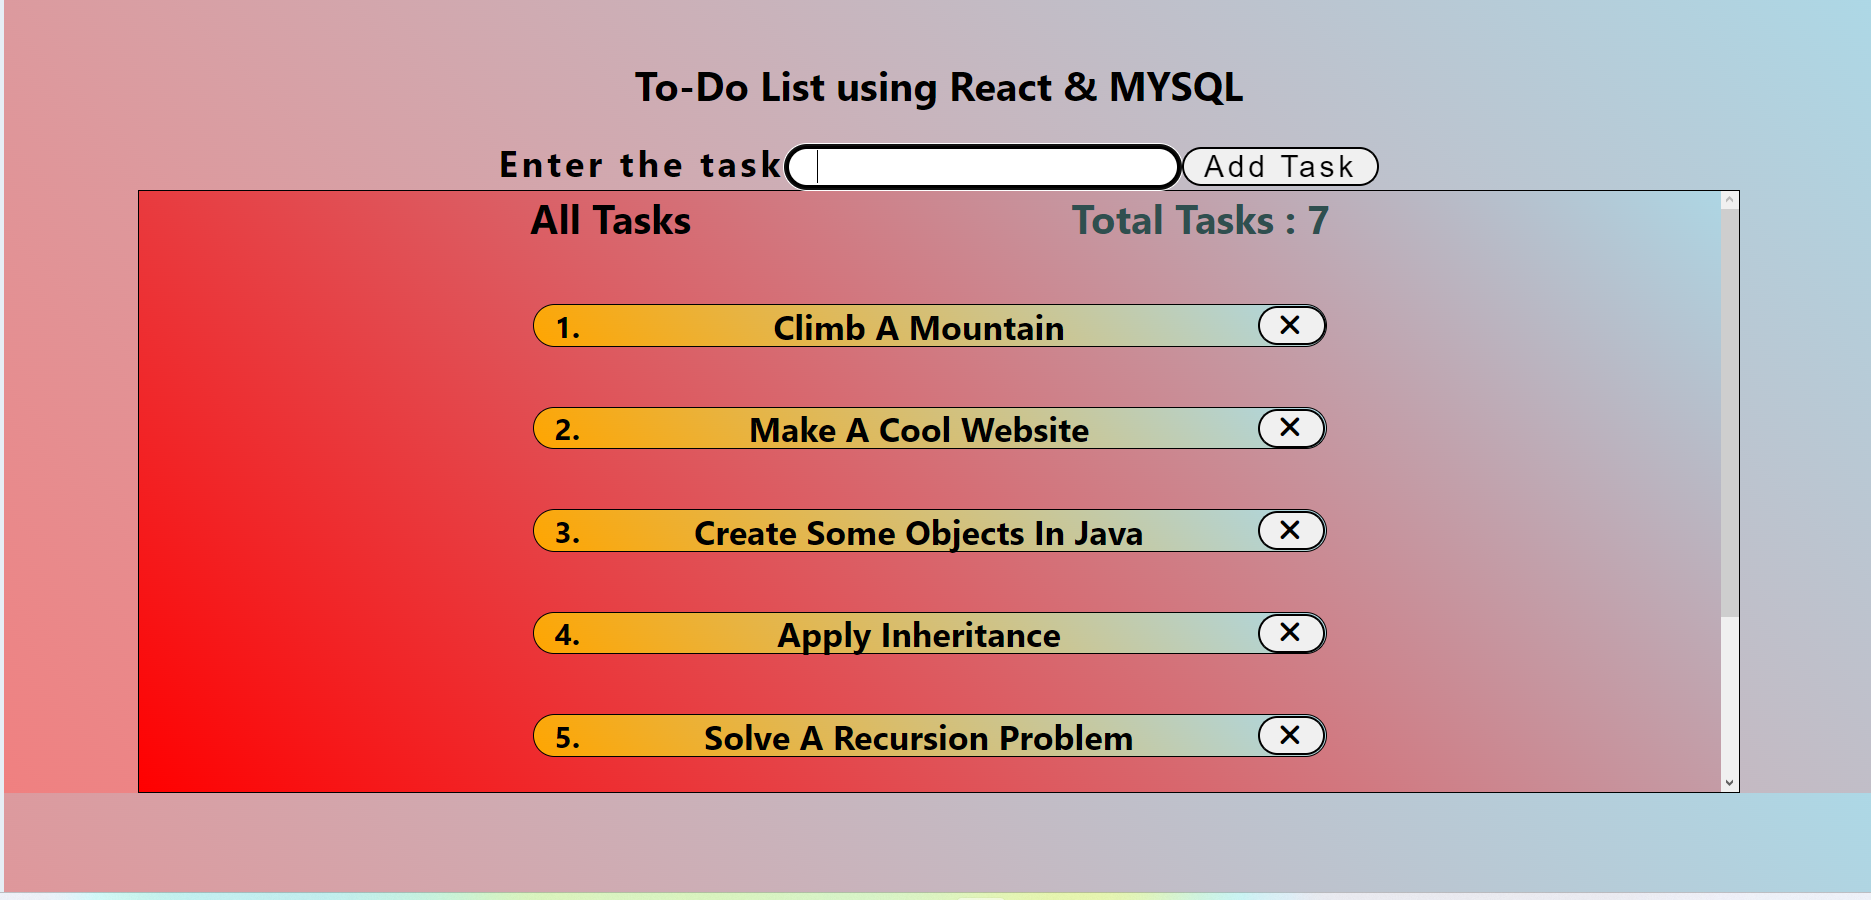 To-Do List using React & MYSQL
Enter the task Add Task
All Tasks Total Tasks : 7
1. Climb A Mountain ✕
2. Make A Cool Website ✕
3. Create Some Objects In Java ✕
4. Apply Inheritance ✕
5. Solve A Recursion Problem ✕